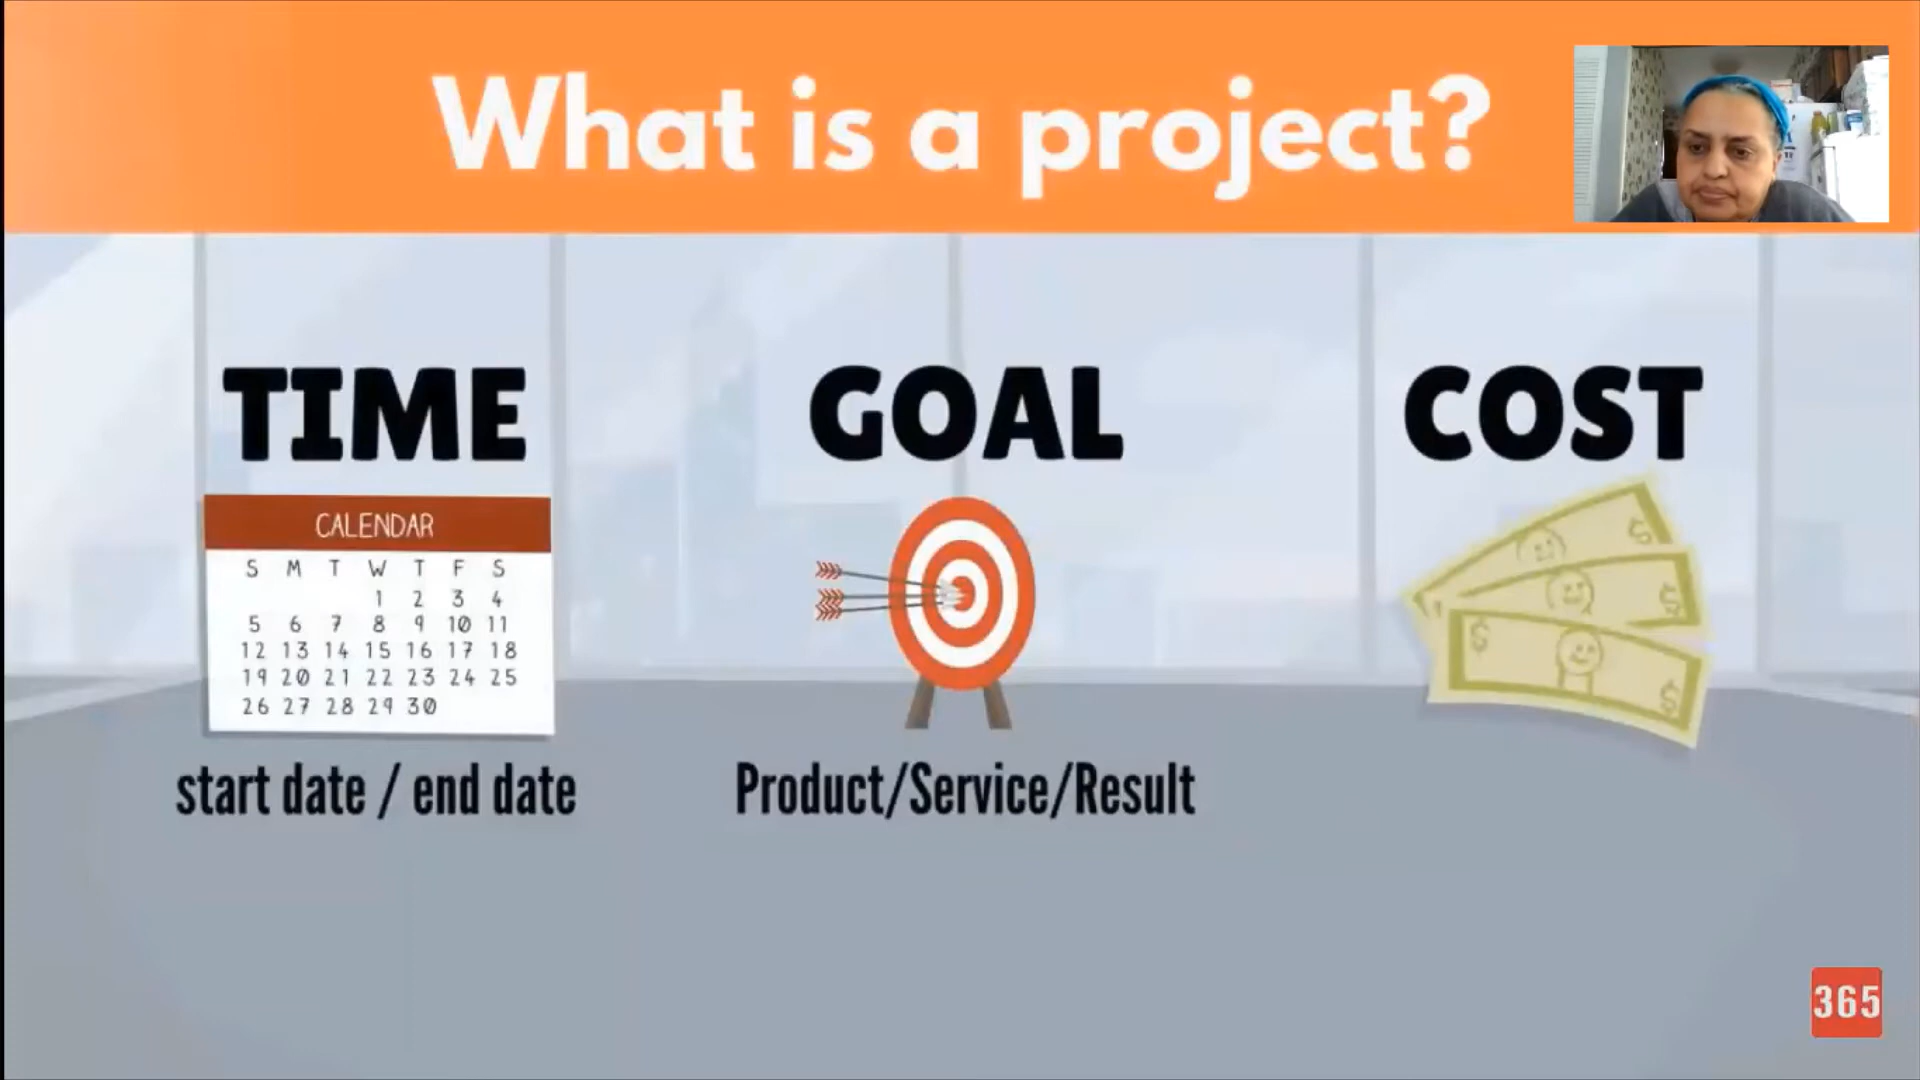 What is a project?
TIME
GOAL
COST
CALENDAR
S M T W T F S
1 2 3 4
5 6 7 8 9 10 11
12 13 14 15 16 17 18
19 20 21 22 23 24 25
26 27 28 29 30
$
$
$
$
start date / end date
Product/Service/Result
365